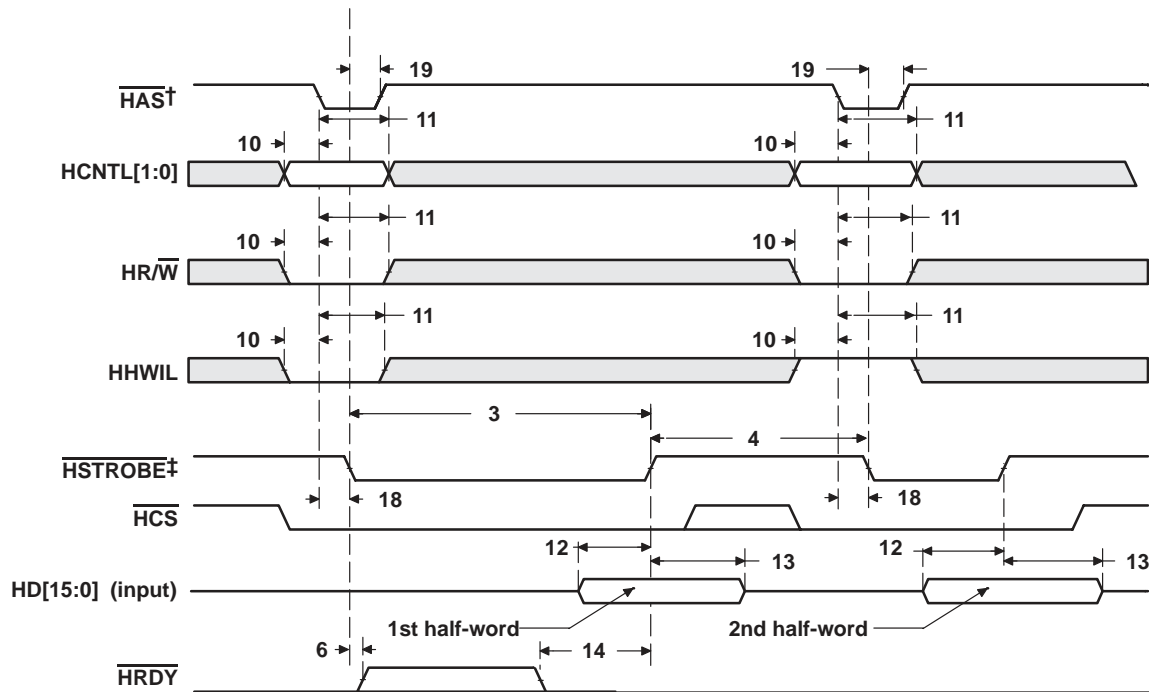 19
19
HAS†
11
11
10
10
HCNTL[1:0]
11
11
10
10
HR/W
11
11
10
10
HHWIL
3
4
HSTROBE‡
18
18
HCS
12
12
13
13
HD[15:0] (input)
1st half-word
2nd half-word
6
14
HRDY